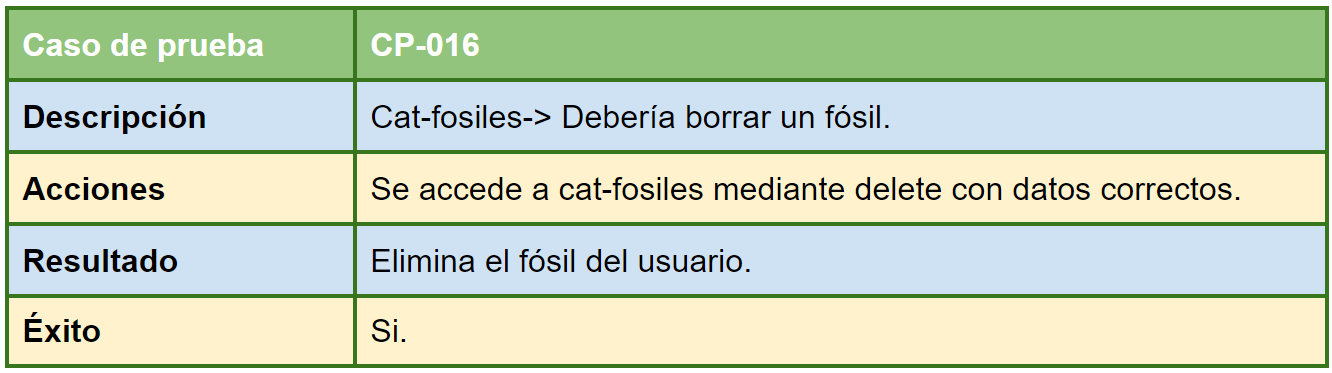 Caso de prueba CP-016
Descripción Cat-fosiles-> Debería borrar un fósil.
Acciones Se accede a cat-fosiles mediante delete con datos correctos.
Resultado Elimina el fósil del usuario.
Éxito Si.